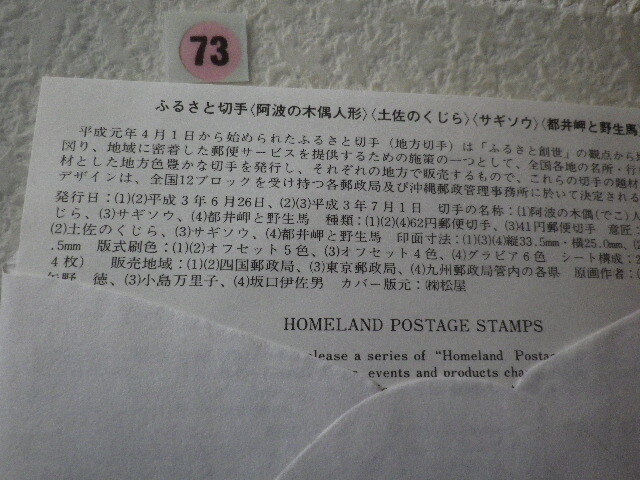 73
ふるさと切手〈阿波の木偶人形〉〈土佐のくじら〉〈サギソウ〉〈都井岬と野生馬
平成元年4月1日から始められたふるさと切手（地方切手）は「ふるさと創世」の観点から
図り、地域に密着した郵便サービスを提供するための施策の一つとして、全国各地の名所・行
材とした地方色豊かな切手を発行し、それぞれの地方で販売するもので、これらの切手の題材
デザインは、全国12ブロックを受け持つ各郵政局及び沖縄郵政管理事務所に於いて決定される
発行日：(1)(2)平成3年6月26日、(2)(3)平成3年7月1日 切手の名称：(1)阿波の木偶(でこ)人
じら、(3)サギソウ、(4)都井岬と野生馬 種類：(1)(2)(4)62円郵便切手、(3)41円郵便切手 意匠：
(2)土佐のくじら、(3)サギソウ、(4)都井岬と野生馬 印面寸法：(1)(3)(4)縦33.5mm・横25.0mm、
.5mm 版式刷色：(1)(2)オフセット5色、(3)オフセット4色、(4)グラビア6色 シート構成：2
4枚） 販売地域：(1)(2)四国郵政局、(3)東京郵政局、(4)九州郵政局管内の各県 原画作者：(
矢野 徳、(3)小島万里子、(4)坂口伊佐男 カバー版元：㈱松屋
HOMELAND POSTAGE STAMPS
lease a series of "Homeland Posta
events and products cha